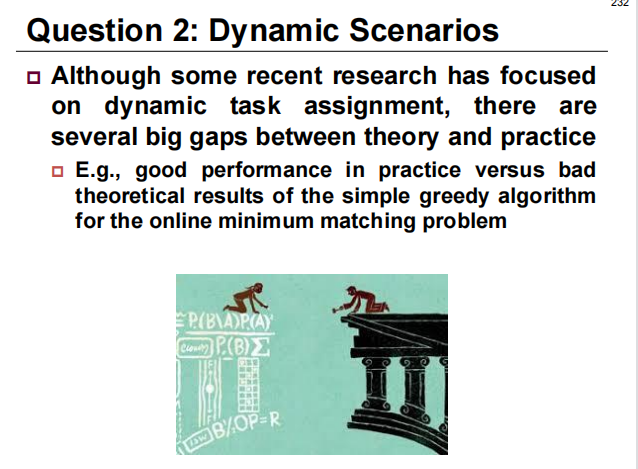 232
Question 2: Dynamic Scenarios
Although some recent research has focused
on dynamic task assignment, there are
several big gaps between theory and practice
E.g., good performance in practice versus bad
theoretical results of the simple greedy algorithm
for the online minimum matching problem
P(B\A)P(A)
P(B)Σ
B%OP=R